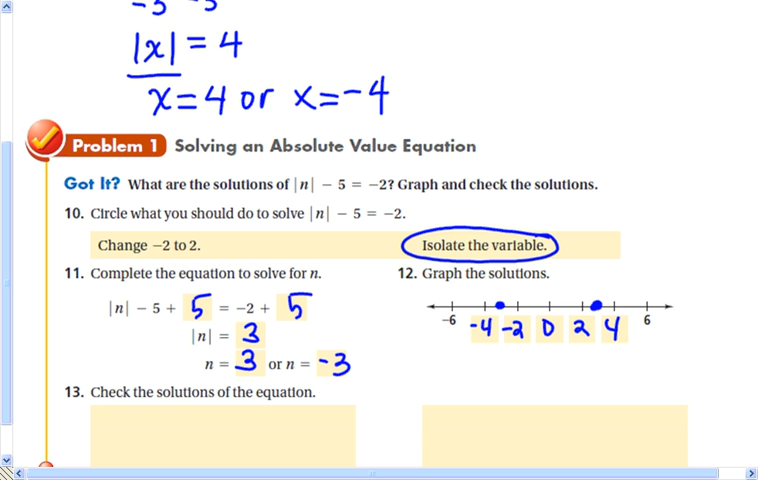 -5 -5
|x| = 4
x = 4 or x = -4
Problem 1 Solving an Absolute Value Equation
Got It? What are the solutions of |n| − 5 = −2? Graph and check the solutions.
10. Circle what you should do to solve |n| − 5 = −2.
Change −2 to 2. Isolate the variable.
11. Complete the equation to solve for n.
|n| − 5 + 5 = −2 + 5
|n| = 3
n = 3 or n = -3
12. Graph the solutions.
−6 -4 -2 0 2 4 6
13. Check the solutions of the equation.